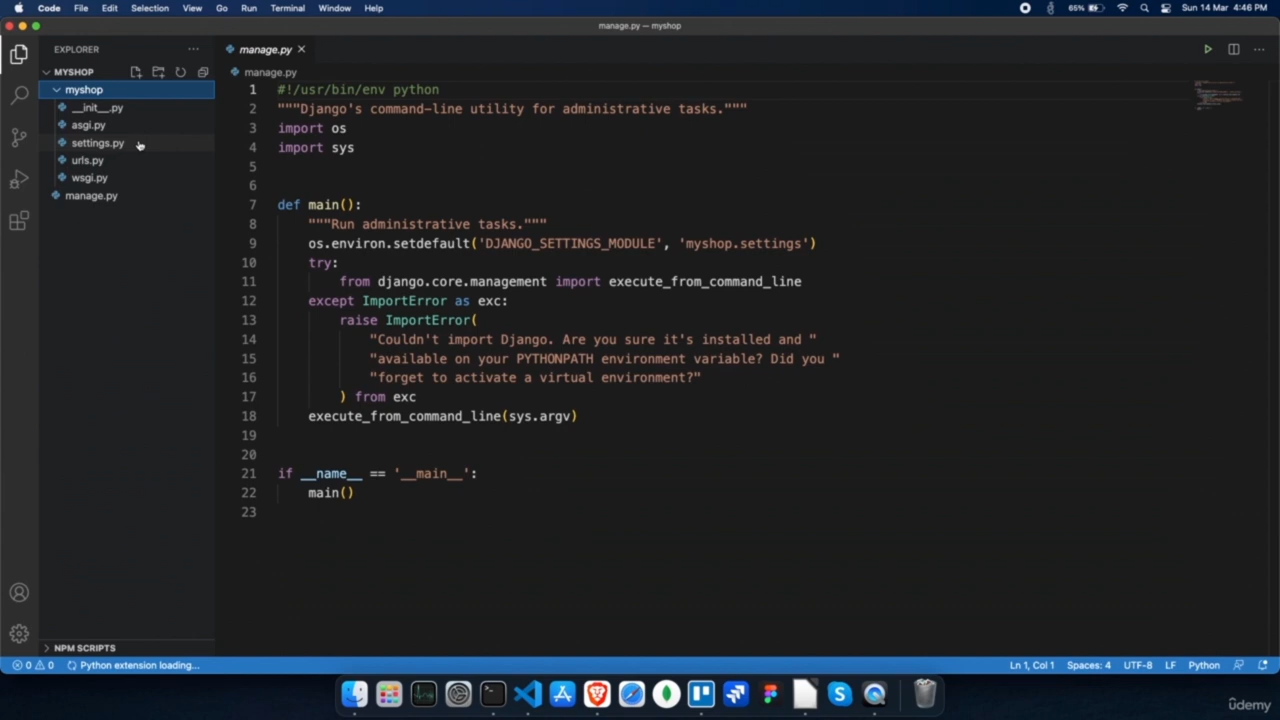 Code File Edit Selection View Go Run Terminal Window Help 65% Sun 14 Mar 4:46 PM
manage.py — myshop
EXPLORER
manage.py
MYSHOP
manage.py
myshop
__init__.py
asgi.py
settings.py
urls.py
wsgi.py
manage.py
1 #!/usr/bin/env python
2 """Django's command-line utility for administrative tasks."""
3 import os
4 import sys
5
6
7 def main():
8 """Run administrative tasks."""
9 os.environ.setdefault('DJANGO_SETTINGS_MODULE', 'myshop.settings')
10 try:
11 from django.core.management import execute_from_command_line
12 except ImportError as exc:
13 raise ImportError(
14 "Couldn't import Django. Are you sure it's installed and "
15 "available on your PYTHONPATH environment variable? Did you "
16 "forget to activate a virtual environment?"
17 ) from exc
18 execute_from_command_line(sys.argv)
19
20
21 if __name__ == '__main__':
22 main()
23
NPM SCRIPTS
0 0 Python extension loading... Ln 1, Col 1 Spaces: 4 UTF-8 LF Python
udemy